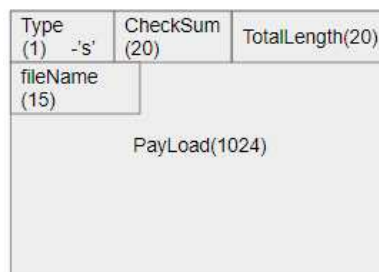 Type
(1) -'s'
CheckSum
(20)
TotalLength(20)
fileName
(15)
PayLoad(1024)